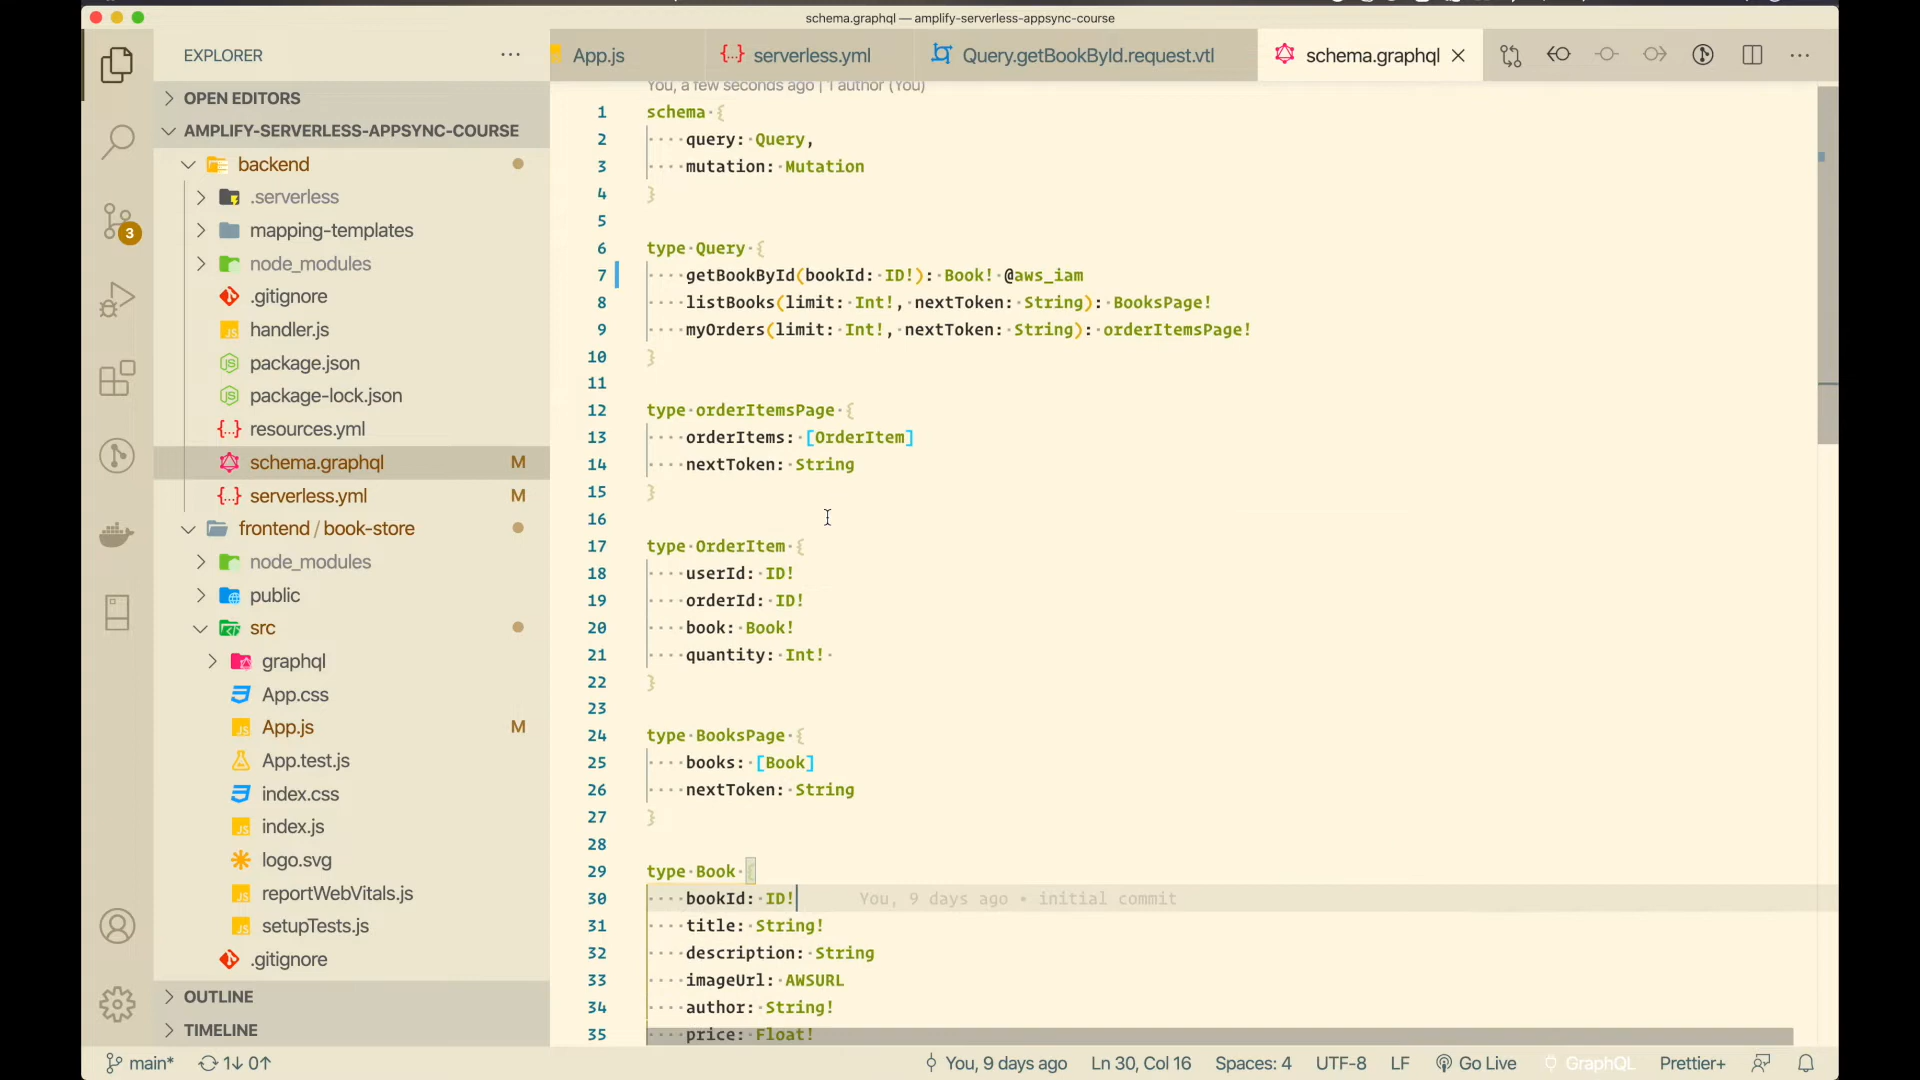 schema.graphql — amplify-serverless-appsync-course
EXPLORER
App.js
serverless.yml
Query.getBookById.request.vtl
schema.graphql
OPEN EDITORS
AMPLIFY-SERVERLESS-APPSYNC-COURSE
backend
.serverless
mapping-templates
node_modules
.gitignore
handler.js
package.json
package-lock.json
resources.yml
schema.graphql M
serverless.yml M
frontend / book-store
node_modules
public
src
graphql
App.css
App.js M
App.test.js
index.css
index.js
logo.svg
reportWebVitals.js
setupTests.js
.gitignore
OUTLINE
TIMELINE
3
You, a few seconds ago | 1 author (You)
1 schema {
2 query: Query,
3 mutation: Mutation
4 }
5
6 type Query {
7 getBookById(bookId: ID!): Book! @aws_iam
8 listBooks(limit: Int!, nextToken: String): BooksPage!
9 myOrders(limit: Int!, nextToken: String): orderItemsPage!
10 }
11
12 type orderItemsPage {
13 orderItems: [OrderItem]
14 nextToken: String
15 }
16
17 type OrderItem {
18 userId: ID!
19 orderId: ID!
20 book: Book!
21 quantity: Int!
22 }
23
24 type BooksPage {
25 books: [Book]
26 nextToken: String
27 }
28
29 type Book {
30 bookId: ID! You, 9 days ago • initial commit
31 title: String!
32 description: String
33 imageUrl: AWSURL
34 author: String!
35 price: Float!
main* 1↓ 0↑ You, 9 days ago Ln 30, Col 16 Spaces: 4 UTF-8 LF Go Live GraphQL Prettier+